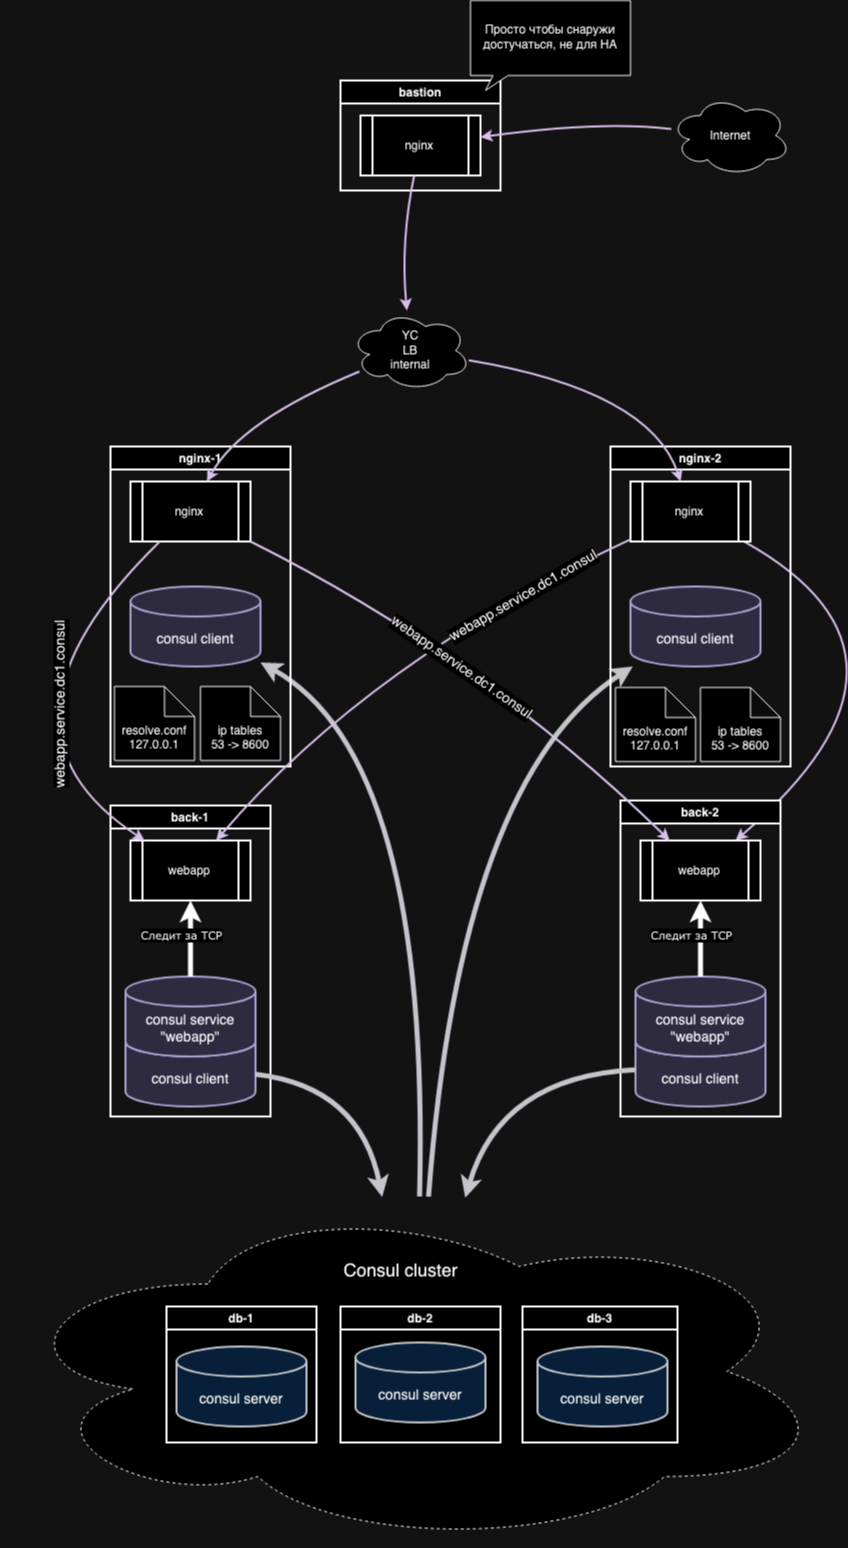 Просто чтобы снаружи
достучаться, не для HA
bastion
nginx
Internet
YC
LB
internal
nginx-1
nginx
consul client
resolve.conf
127.0.0.1
ip tables
53 -> 8600
nginx-2
nginx
consul client
resolve.conf
127.0.0.1
ip tables
53 -> 8600
webapp.service.dc1.consul
webapp.service.dc1.consul
webapp.service.dc1.consul
back-1
webapp
Следит за TCP
consul service
"webapp"
consul client
back-2
webapp
Следит за TCP
consul service
"webapp"
consul client
Consul cluster
db-1
consul server
db-2
consul server
db-3
consul server